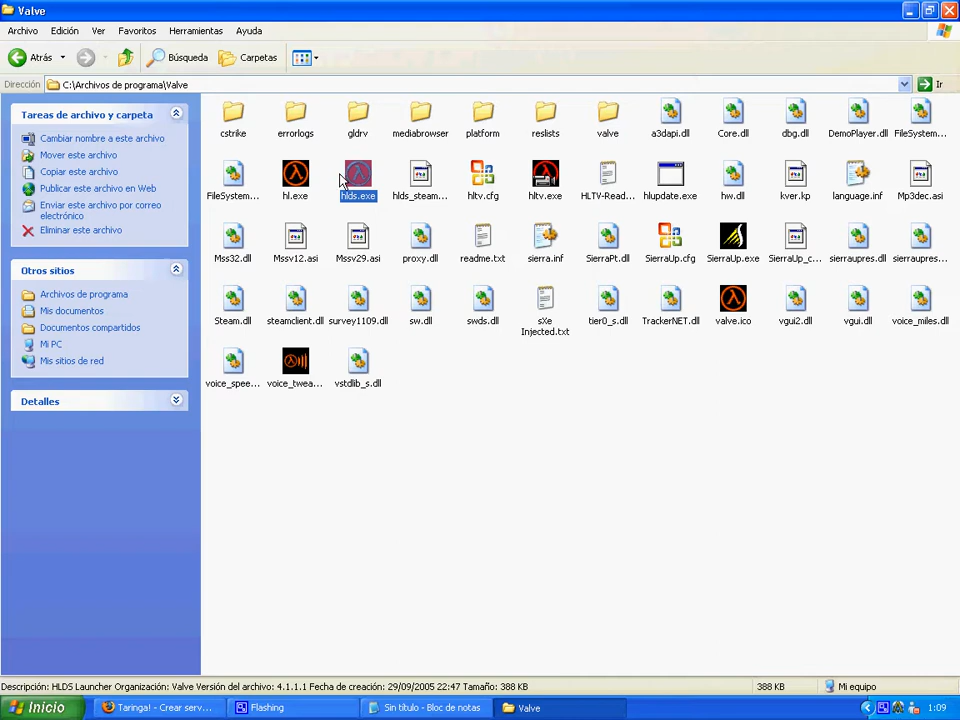 Valve
Archivo Edición Ver Favoritos Herramientas Ayuda
Atrás Búsqueda Carpetas
Dirección C:\Archivos de programa\Valve Ir
Tareas de archivo y carpeta
Cambiar nombre a este archivo
Mover este archivo
Copiar este archivo
Publicar este archivo en Web
Enviar este archivo por correo
electrónico
Eliminar este archivo
Otros sitios
Archivos de programa
Mis documentos
Documentos compartidos
Mi PC
Mis sitios de red
Detalles
cstrike errorlogs gldrv mediabrowser platform reslists valve a3dapi.dll Core.dll dbg.dll DemoPlayer.dll FileSystem...
FileSystem... hl.exe hlds.exe hlds_steam... hltv.cfg hltv.exe HLTV-Read... hlupdate.exe hw.dll kver.kp language.inf Mp3dec.asi
Mss32.dll Mssv12.asi Mssv29.asi proxy.dll readme.txt sierra.inf SierraPt.dll SierraUp.cfg SierraUp.exe SierraUp_c... sierraupres.dll sierraupres...
Steam.dll steamclient.dll survey1109.dll sw.dll swds.dll sXe Injected.txt tier0_s.dll TrackerNET.dll valve.ico vgui2.dll vgui.dll voice_miles.dll
voice_spee... voice_twea... vstdlib_s.dll
Descripción: HLDS Launcher Organización: Valve Versión del archivo: 4.1.1.1 Fecha de creación: 29/09/2005 22:47 Tamaño: 388 KB 388 KB Mi equipo
Inicio Taringa! - Crear serv... Flashing Sin título - Bloc de notas Valve 1:09